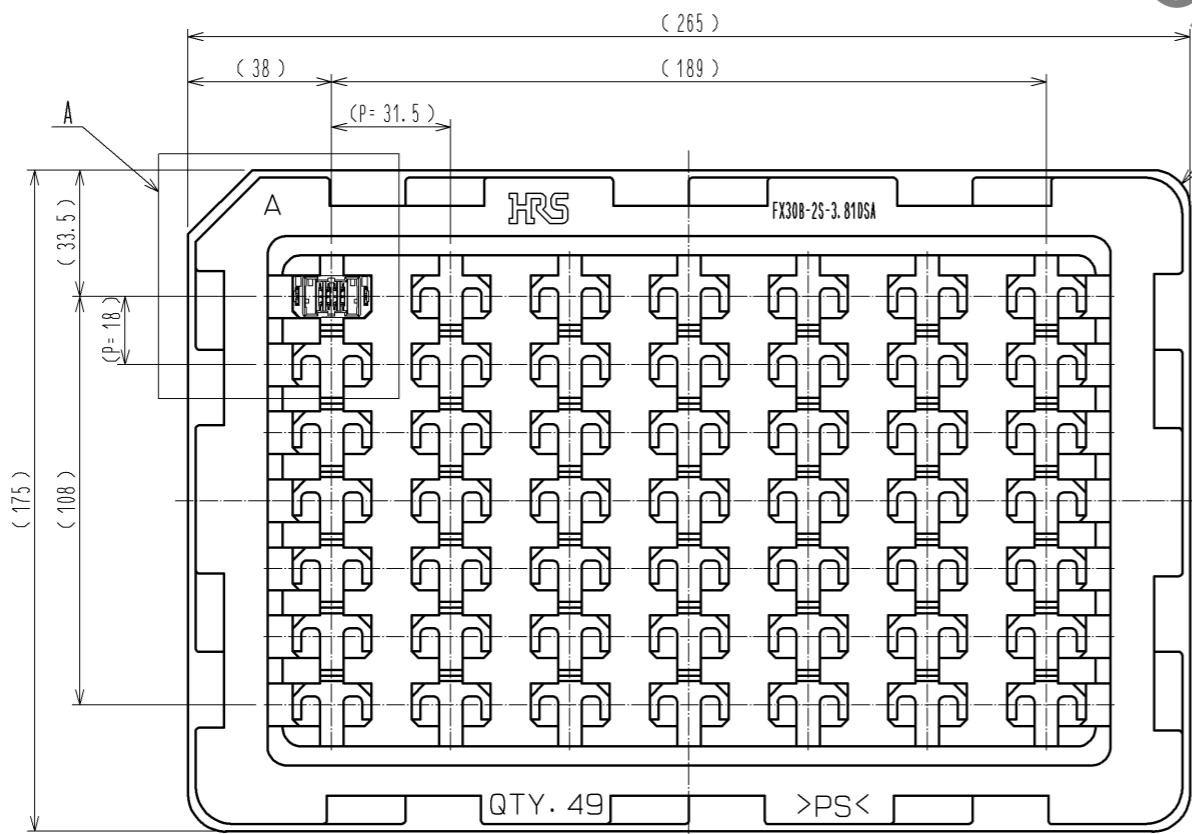 ( 265 )
( 38 )
( 189 )
(P= 31.5 )
A
A
HRS
FX30B-2S-3.81DSA
( 33.5 )
(P= 18)
( 175 )
( 108 )
QTY. 49
>PS<